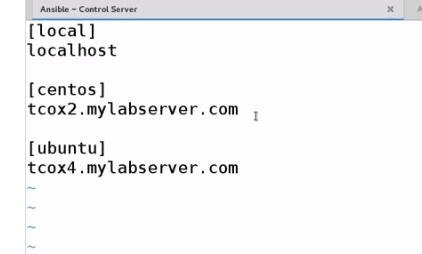 Ansible – Control Server
[local]
localhost
[centos]
tcox2.mylabserver.com
[ubuntu]
tcox4.mylabserver.com
~
~
~
~